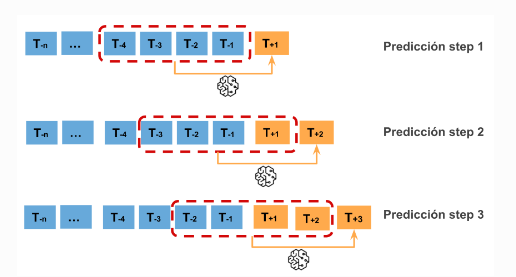 T-n ... T-4 T-3 T-2 T-1 T+1 Predicción step 1
T-n ... T-4 T-3 T-2 T-1 T+1 T+2 Predicción step 2
T-n ... T-4 T-3 T-2 T-1 T+1 T+2 T+3 Predicción step 3